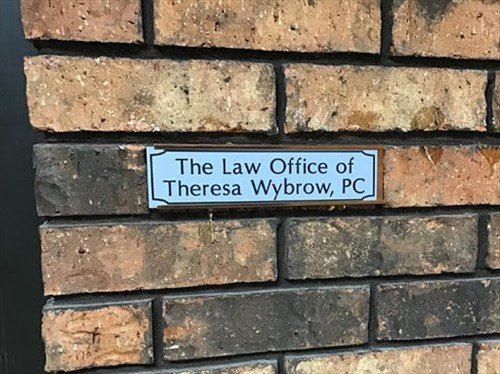 The Law Office of
Theresa Wybrow, PC